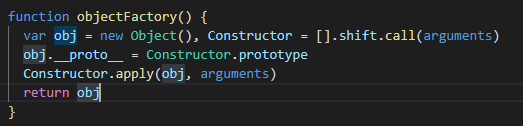 function objectFactory() {
  var obj = new Object(), Constructor = [].shift.call(arguments)
  obj.__proto__ = Constructor.prototype
  Constructor.apply(obj, arguments)
  return obj
}